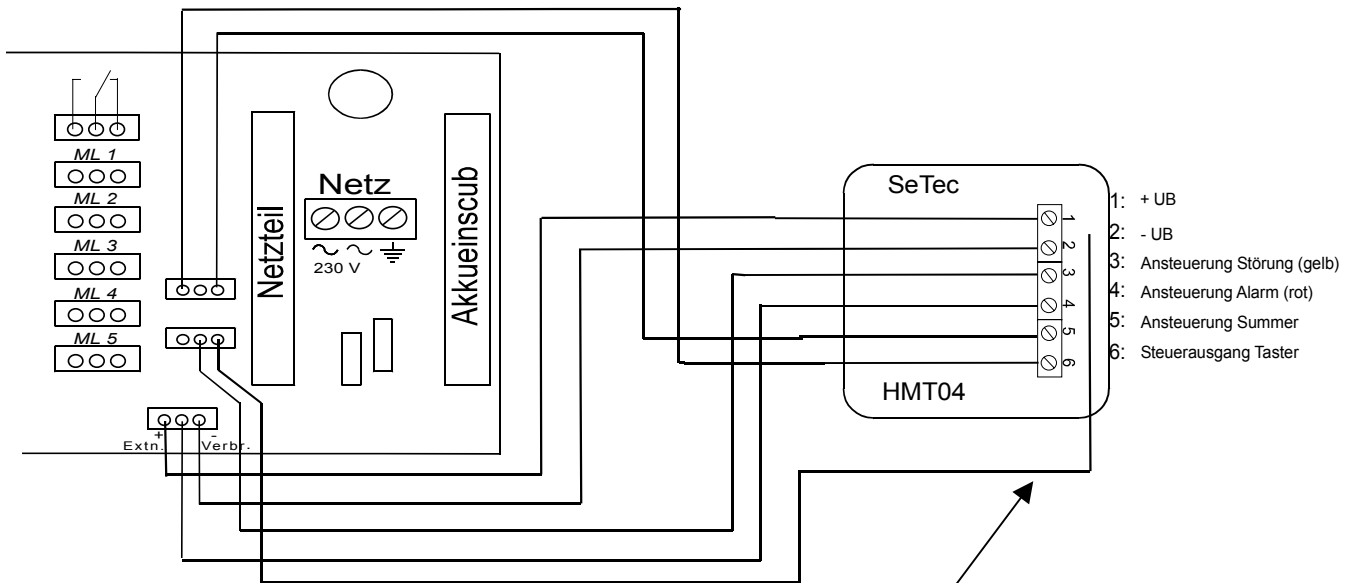 ML 1
ML 2
ML 3
ML 4
ML 5
Netzteil
Netz
230 V
Akkueinscub
+ -
Extn. Verbr.
SeTec
1
2
3
4
5
6
HMT04
1: + UB
2: - UB
3: Ansteuerung Störung (gelb)
4: Ansteuerung Alarm (rot)
5: Ansteuerung Summer
6: Steuerausgang Taster